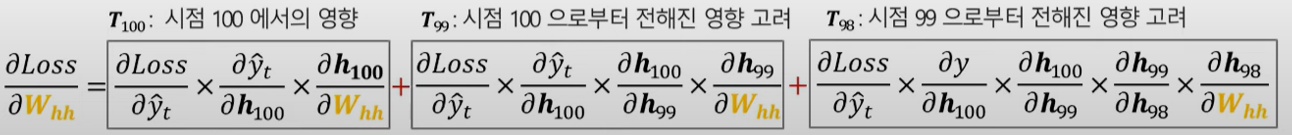 T₁₀₀: 시점 100 에서의 영향 T₉₉: 시점 100 으로부터 전해진 영향 고려 T₉₈: 시점 99 으로부터 전해진 영향 고려
∂Loss/∂W_hh = ∂Loss/∂ŷ_t × ∂ŷ_t/∂h₁₀₀ × ∂h₁₀₀/∂W_hh + ∂Loss/∂ŷ_t × ∂ŷ_t/∂h₁₀₀ × ∂h₁₀₀/∂h₉₉ × ∂h₉₉/∂W_hh + ∂Loss/∂ŷ_t × ∂y/∂h₁₀₀ × ∂h₁₀₀/∂h₉₉ × ∂h₉₉/∂h₉₈ × ∂h₉₈/∂W_hh